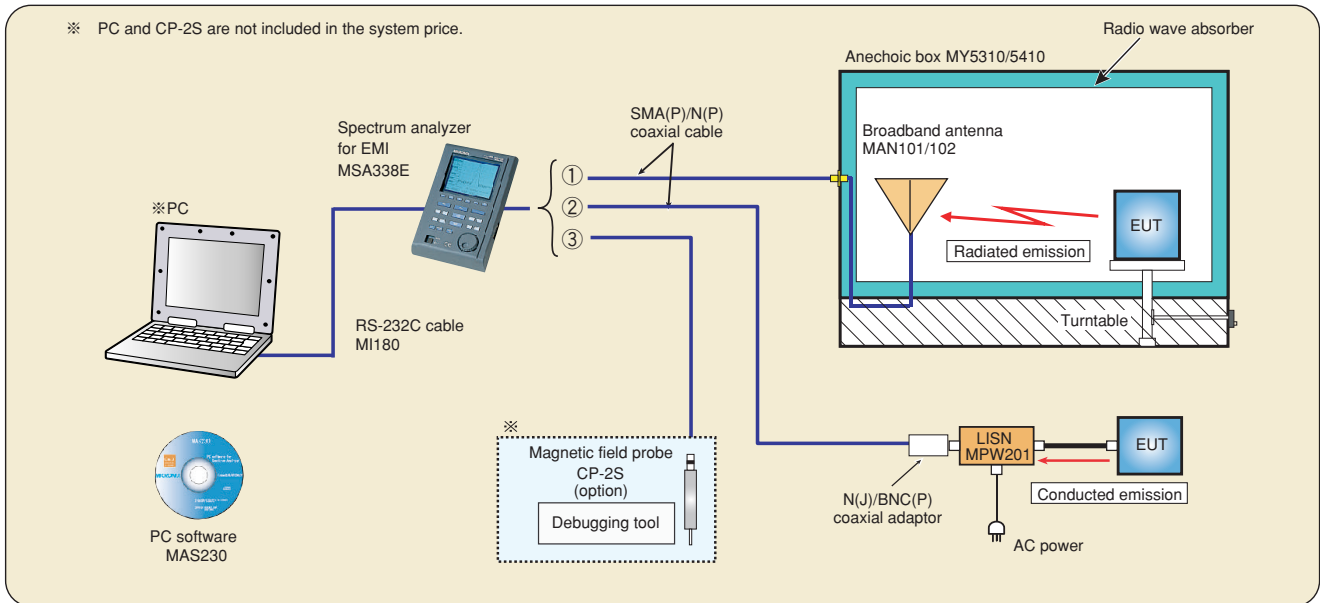 ※ PC and CP-2S are not included in the system price.
Radio wave absorber
Anechoic box MY5310/5410
SMA(P)/N(P)
coaxial cable
Spectrum analyzer
for EMI
MSA338E
Broadband antenna
MAN101/102
①
②
③
※PC
EUT
Radiated emission
RS-232C cable
MI180
Turntable
※
Magnetic field probe
CP-2S
(option)
Debugging tool
LISN
MPW201
EUT
N(J)/BNC(P)
coaxial adaptor
Conducted emission
AC power
PC software
MAS230